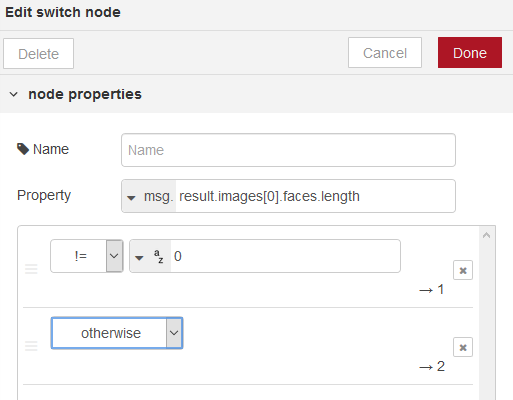 Edit switch node
Delete Cancel Done
node properties
Name Name
Property msg. result.images[0].faces.length
!= a z 0
→ 1
otherwise
→ 2